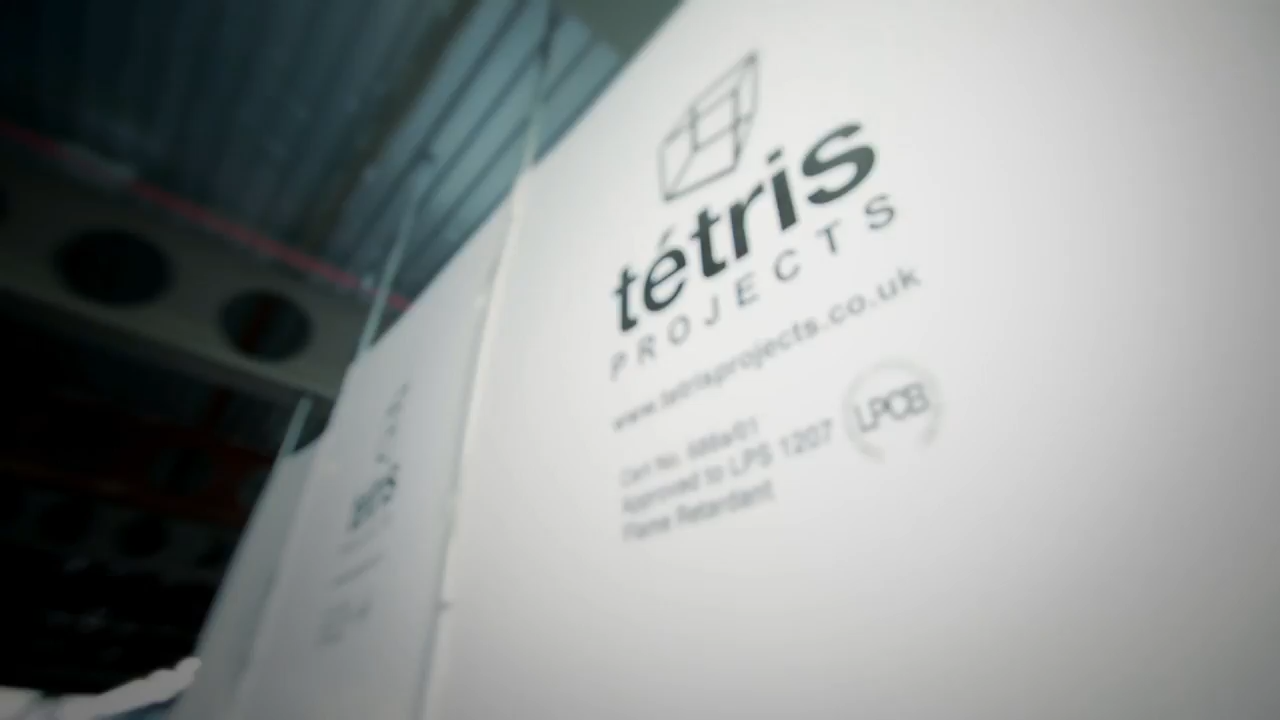 tétris
PROJECTS
www.tetrisprojects.co.uk
Cert No.
Approved to LPS 1207
Flame Retardant
LPCB